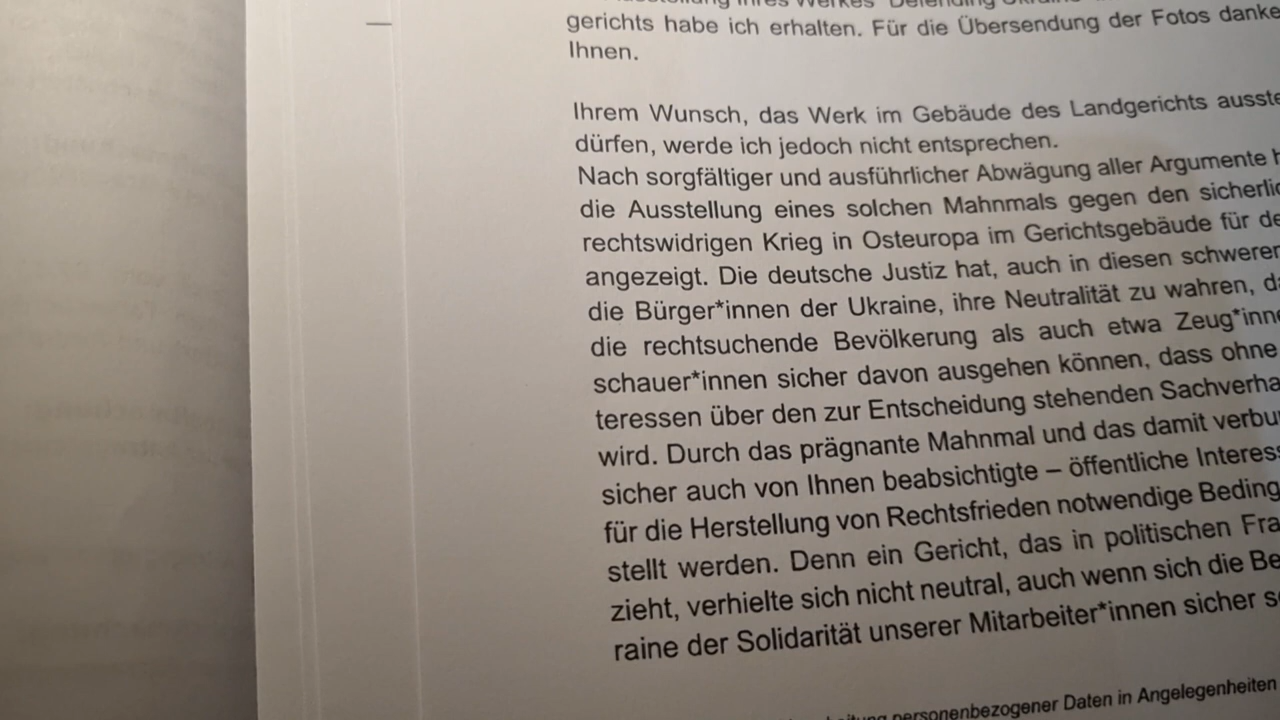 Werkes "Defending
gerichts habe ich erhalten. Für die Übersendung der Fotos danke
Ihnen.
Ihrem Wunsch, das Werk im Gebäude des Landgerichts ausste
dürfen, werde ich jedoch nicht entsprechen.
Nach sorgfältiger und ausführlicher Abwägung aller Argumente h
die Ausstellung eines solchen Mahnmals gegen den sicherlic
rechtswidrigen Krieg in Osteuropa im Gerichtsgebäude für de
angezeigt. Die deutsche Justiz hat, auch in diesen schweren
die Bürger*innen der Ukraine, ihre Neutralität zu wahren, da
die rechtsuchende Bevölkerung als auch etwa Zeug*inne
schauer*innen sicher davon ausgehen können, dass ohne
teressen über den zur Entscheidung stehenden Sachverha
wird. Durch das prägnante Mahnmal und das damit verbu
sicher auch von Ihnen beabsichtigte – öffentliche Interess
für die Herstellung von Rechtsfrieden notwendige Beding
stellt werden. Denn ein Gericht, das in politischen Fra
zieht, verhielte sich nicht neutral, auch wenn sich die Be
raine der Solidarität unserer Mitarbeiter*innen sicher s
personenbezogener Daten in Angelegenheiten